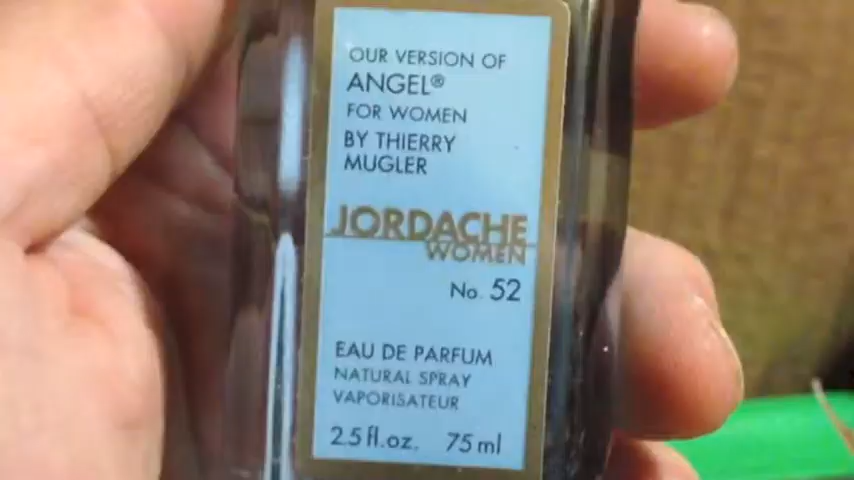 OUR VERSION OF
ANGEL®
FOR WOMEN
BY THIERRY
MUGLER
JORDACHE
WOMEN
No. 52
EAU DE PARFUM
NATURAL SPRAY
VAPORISATEUR
2.5 fl.oz. 75 ml